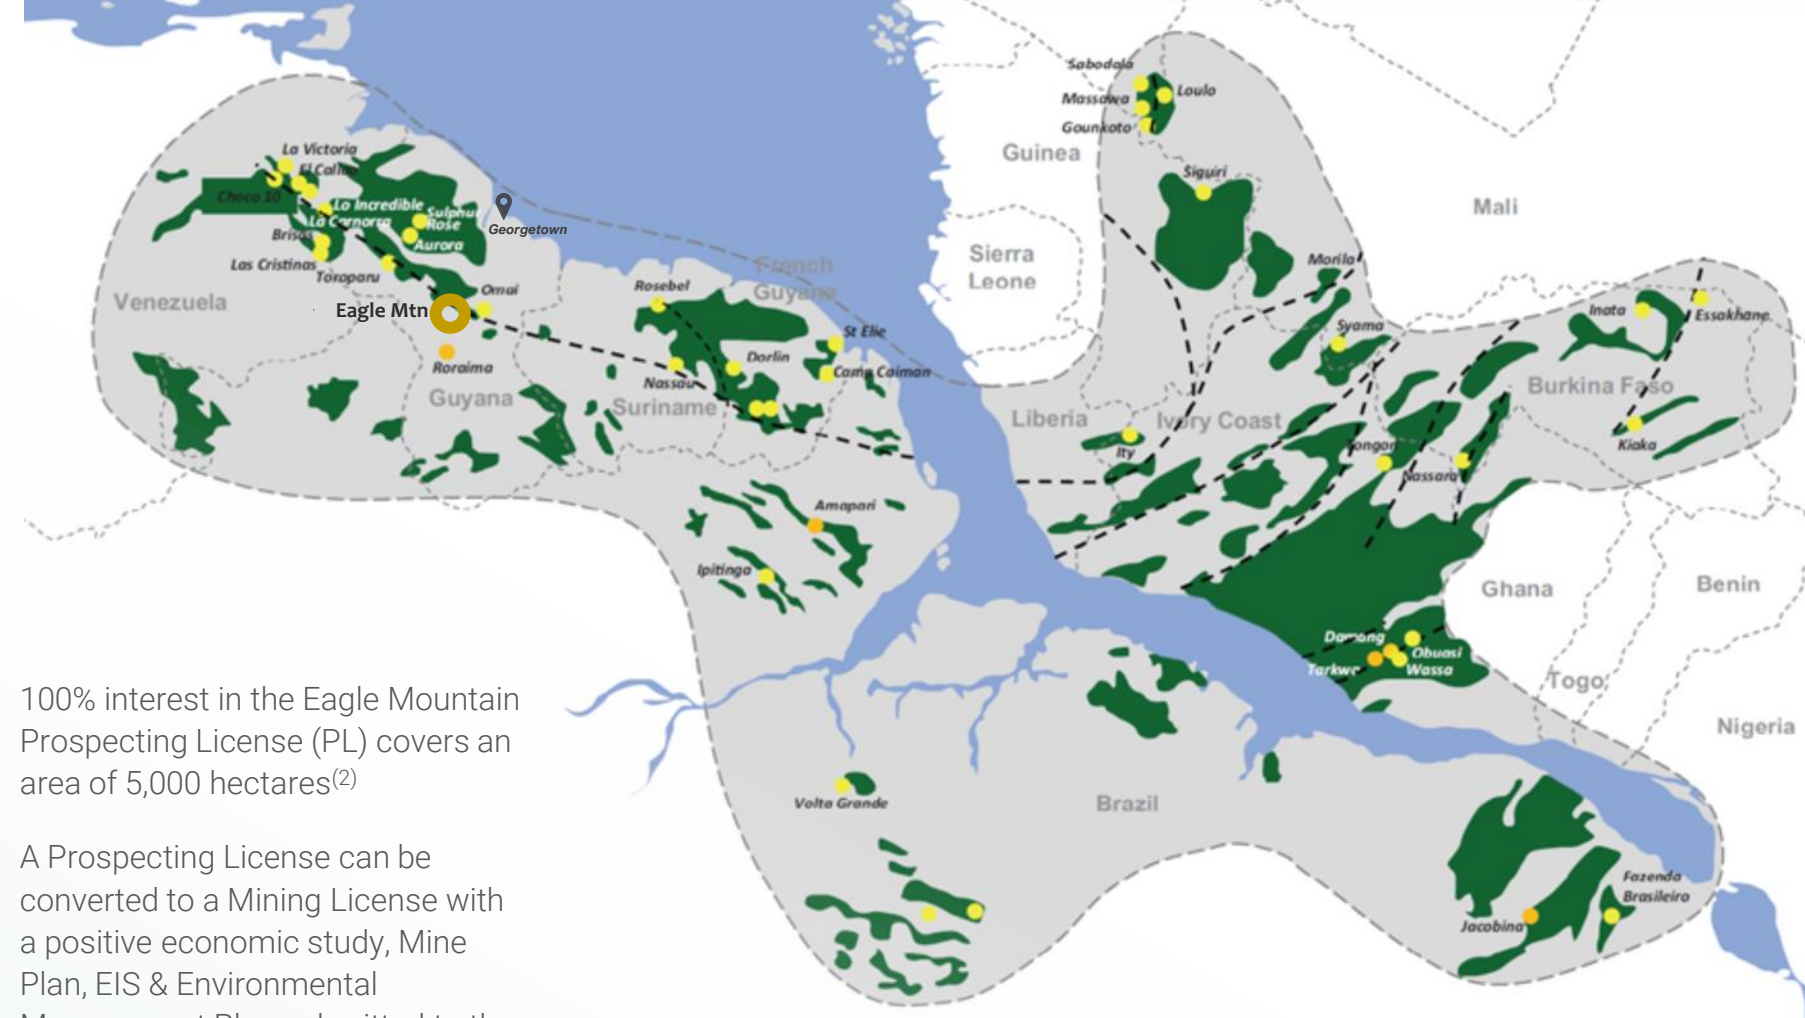 Sabodala
Massawa
Loulo
Gounkoto
Guinea
Siguiri
Mali
La Victoria
El Callao
Choco 10
La Incredible
La Camorra
Sulphur
Rose
Aurora
Brisas
Las Cristinas
Toroparu
Georgetown
Sierra
Leone
Morila
French
Guyana
Venezuela
Eagle Mtn
Omai
Rosebel
Inata
Essakhane
St Elie
Syama
Roraima
Dorlin
Camp Caiman
Nassau
Guyana
Suriname
Liberia
Ivory Coast
Burkina Faso
Ity
Tongon
Kiaka
Nassara
Amapari
Ipitinga
Ghana
Benin
Damang
Obuasi
Tarkwa
Wassa
Togo
Nigeria
Volta Grande
Brazil
Fazenda
Brasileiro
Jacobina
100% interest in the Eagle Mountain
Prospecting License (PL) covers an
area of 5,000 hectares(2)
A Prospecting License can be
converted to a Mining License with
a positive economic study, Mine
Plan, EIS & Environmental